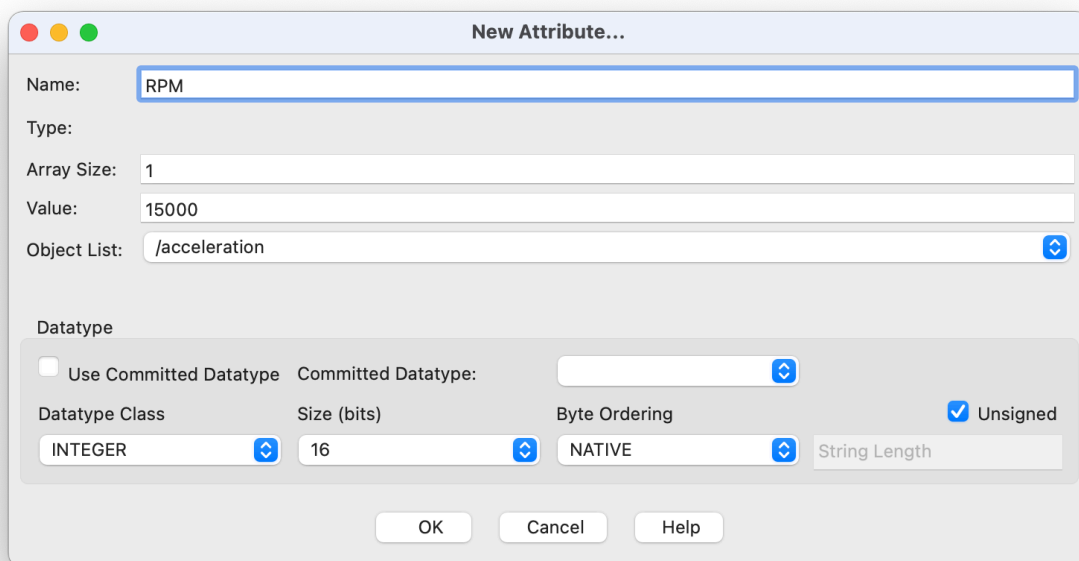 New Attribute...
Name: RPM
Type:
Array Size: 1
Value: 15000
Object List: /acceleration
Datatype
Use Committed Datatype Committed Datatype:
Datatype Class Size (bits) Byte Ordering Unsigned
INTEGER 16 NATIVE String Length
OK Cancel Help